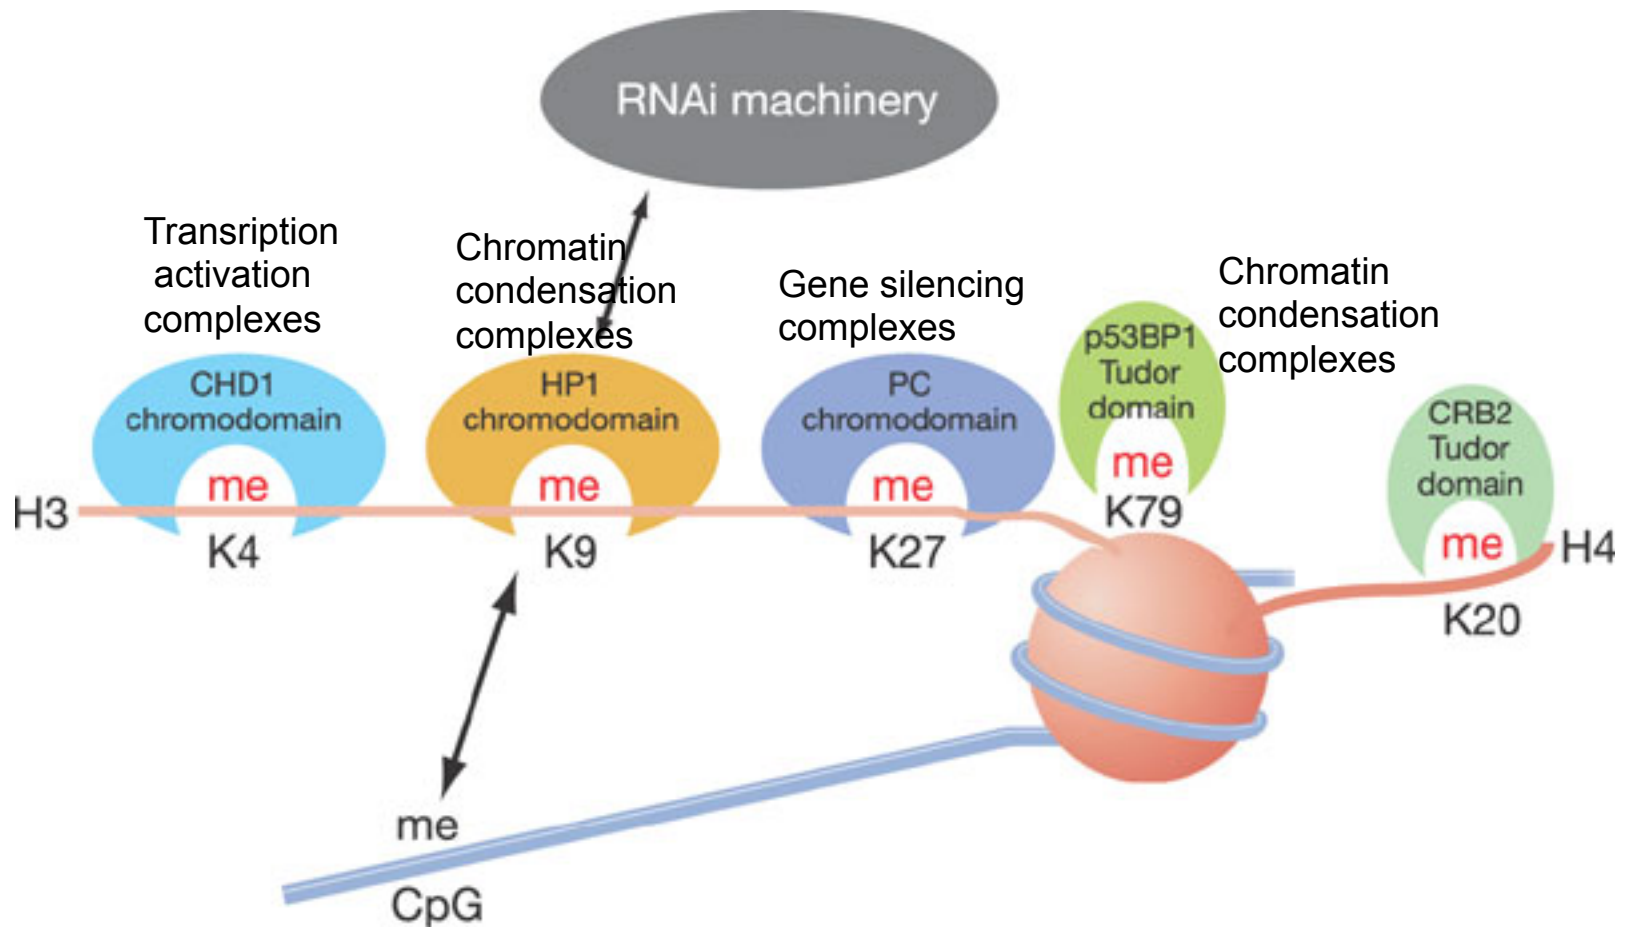 RNAi machinery
Transription
activation
complexes
Chromatin
condensation
complexes
Gene silencing
complexes
Chromatin
condensation
complexes
CHD1
chromodomain
me
HP1
chromodomain
me
PC
chromodomain
me
p53BP1
Tudor
domain
me
K79
CRB2
Tudor
domain
me
H3
K4
K9
K27
H4
K20
me
CpG